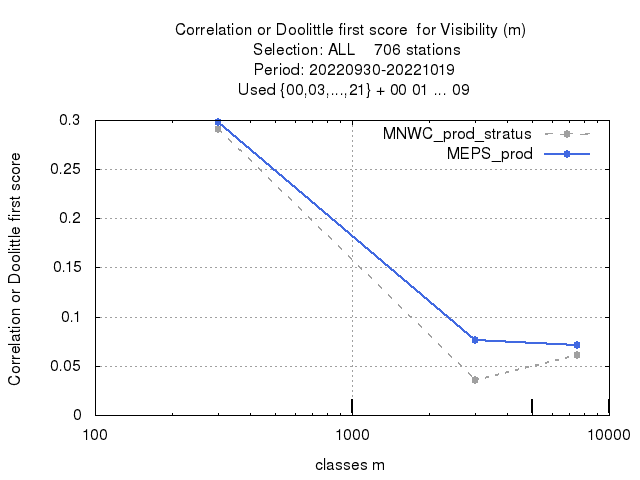 Correlation or Doolittle first score  for Visibility (m)
Selection: ALL    706 stations
Period: 20220930-20221019
Used {00,03,...,21} + 00 01 ... 09
Correlation or Doolittle first score
0.3
0.25
0.2
0.15
0.1
0.05
0
MNWC_prod_stratus
MEPS_prod
100
1000
10000
classes m